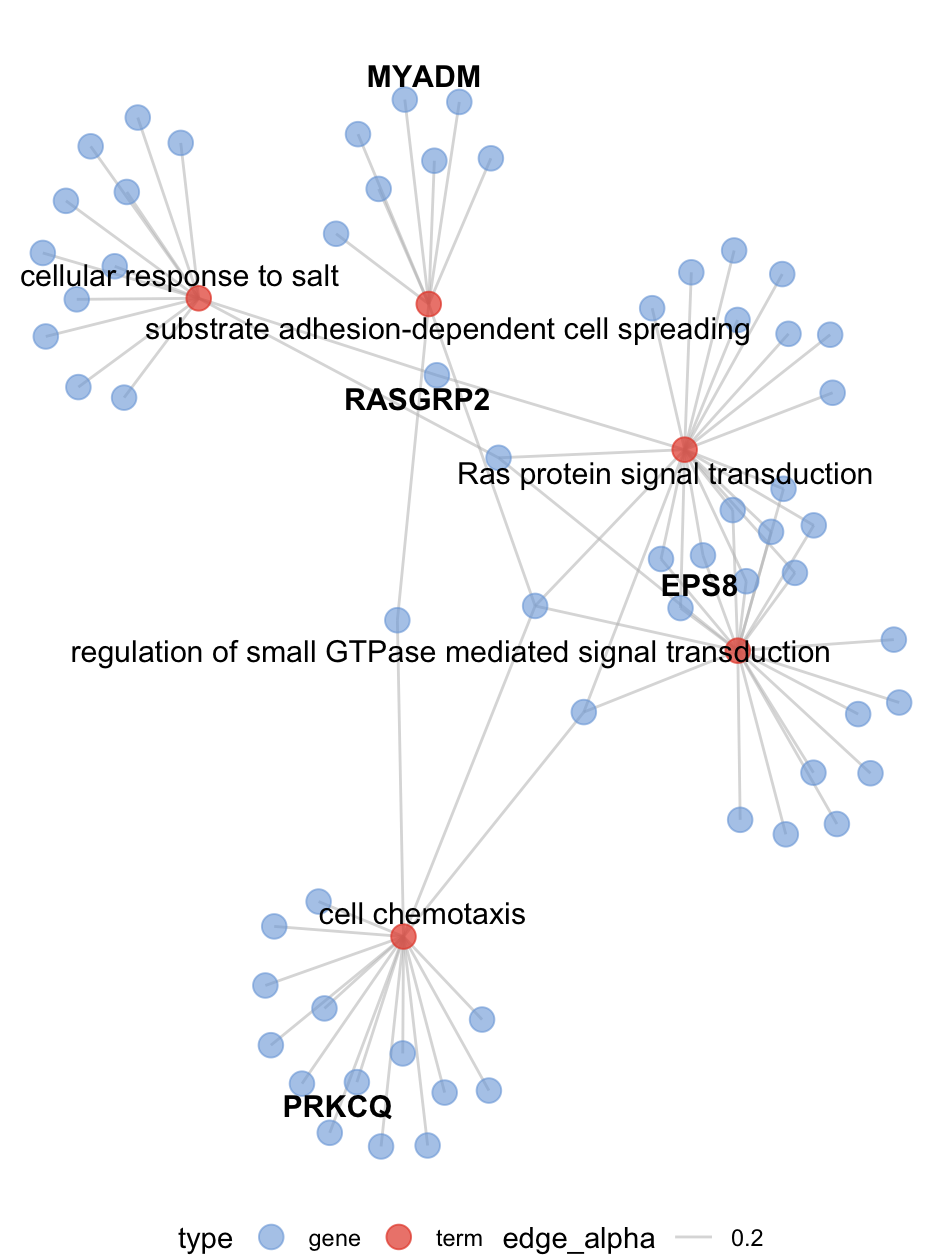 MYADM
cellular response to salt
substrate adhesion-dependent cell spreading
RASGRP2
Ras protein signal transduction
EPS8
regulation of small GTPase mediated signal transduction
cell chemotaxis
PRKCQ
type gene term edge_alpha 0.2